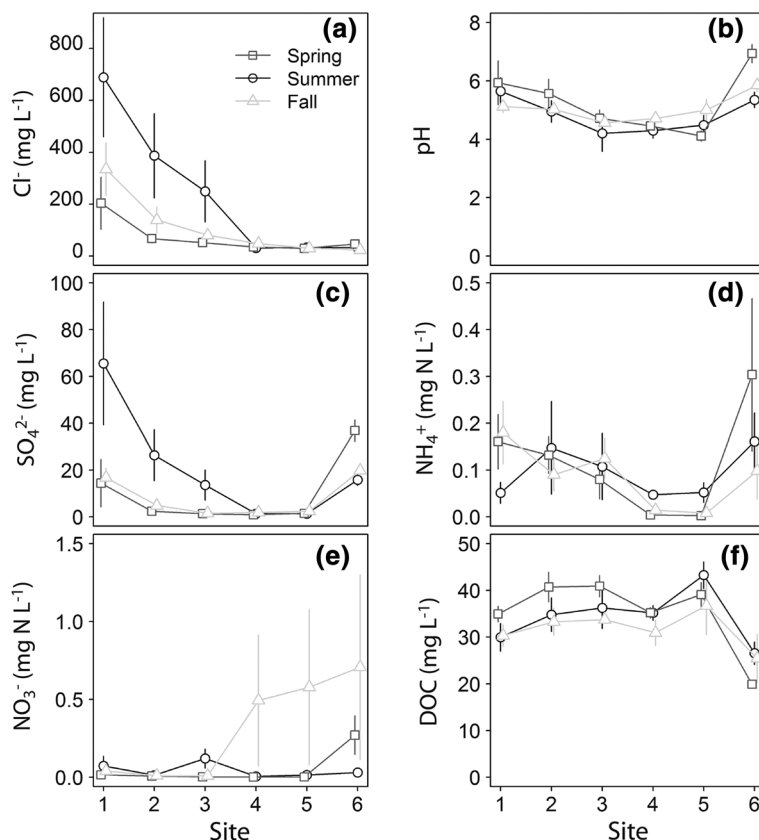 (a)
Spring
Summer
Fall
Cl⁻ (mg L⁻¹)
800
600
400
200
0
(b)
pH
8
6
4
2
0
(c)
SO₄²⁻ (mg L⁻¹)
100
80
60
40
20
0
(d)
NH₄⁺ (mg N L⁻¹)
0.5
0.4
0.3
0.2
0.1
0.0
(e)
NO₃⁻ (mg N L⁻¹)
1.5
1.0
0.5
0.0
1 2 3 4 5 6
Site
(f)
DOC (mg L⁻¹)
50
40
30
20
10
0
1 2 3 4 5 6
Site